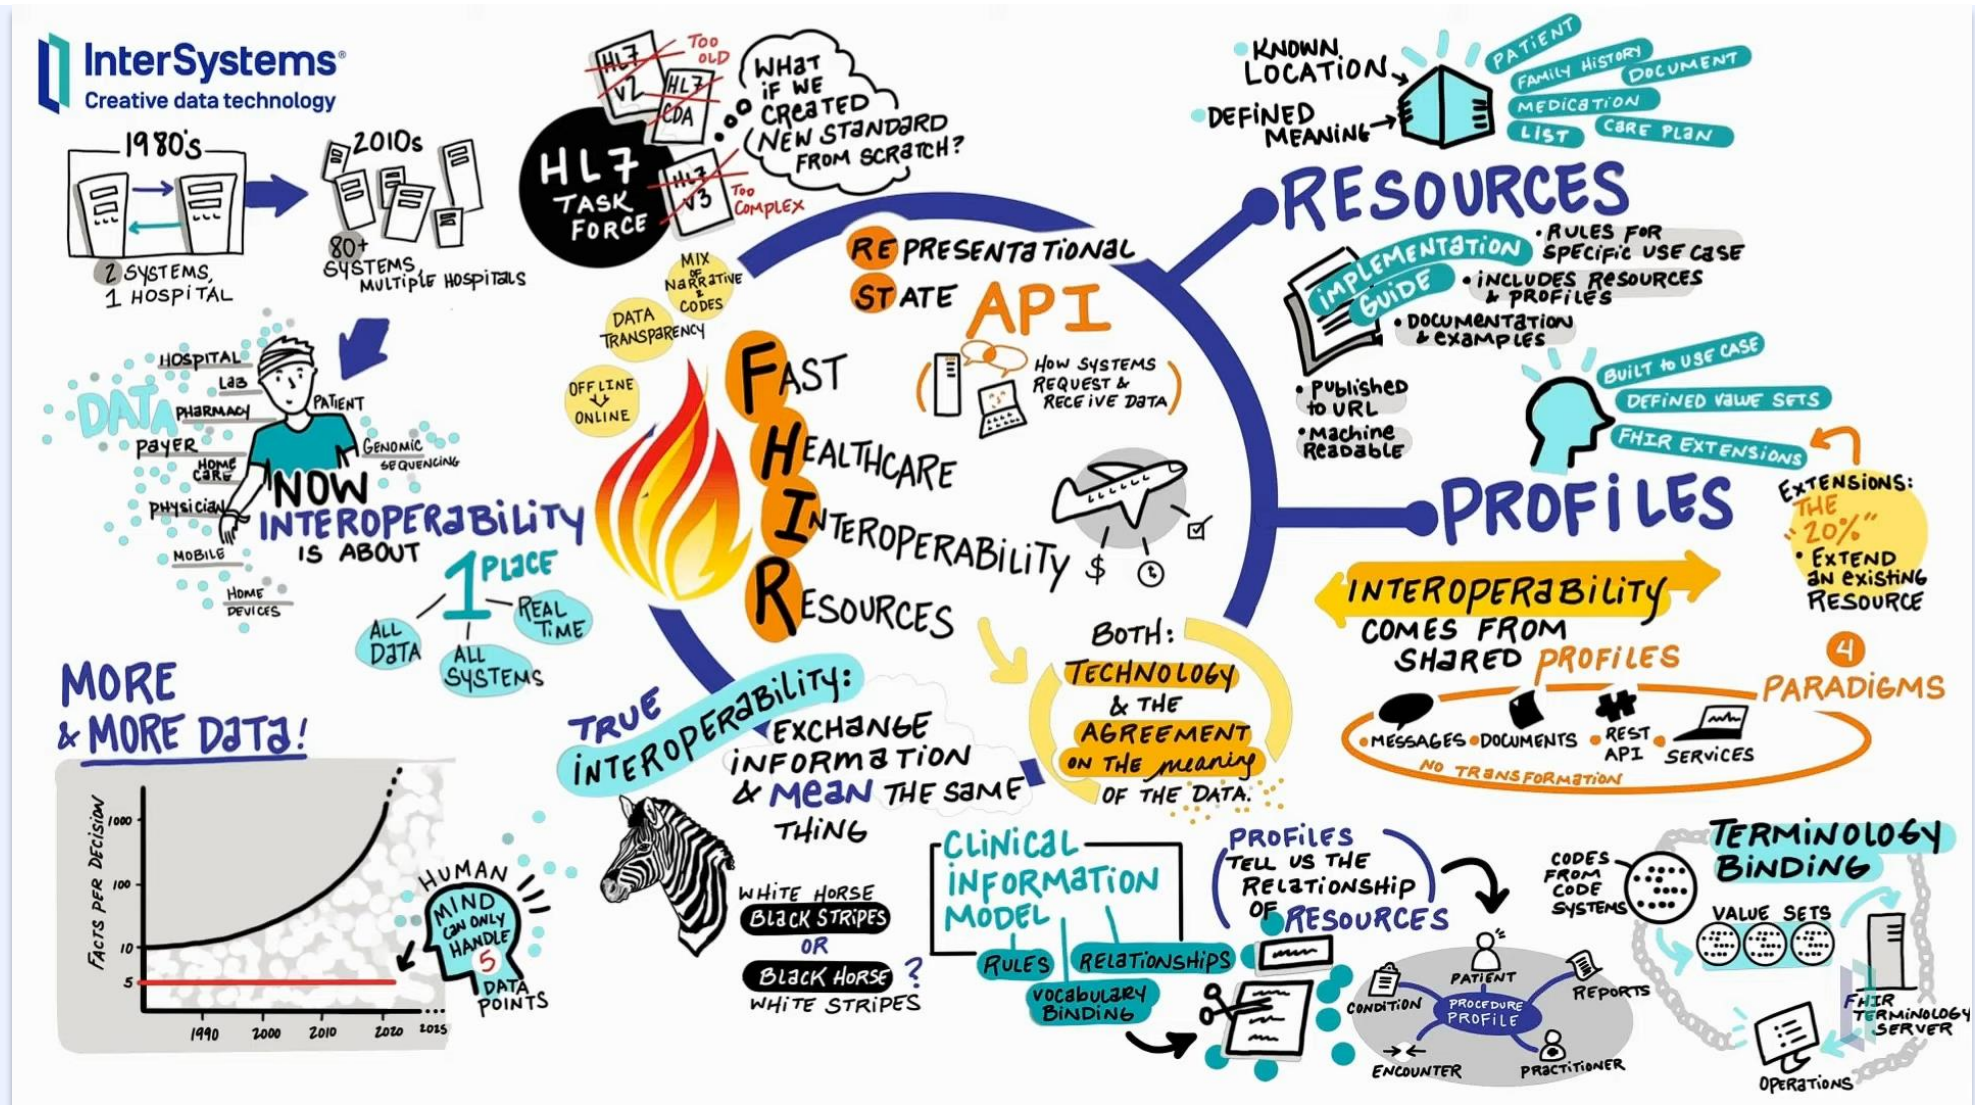 InterSystems®
Creative data technology
1980's
2 SYSTEMS,
1 HOSPITAL
2010s
80+
SYSTEMS
MULTIPLE HOSPITALS
HL7
TASK
FORCE
HL7
V2
TOO
OLD
HL7
CDA
HL7
V3
TOO
COMPLEX
WHAT
IF WE
CREATED
NEW STANDARD
FROM SCRATCH?
DATA
HOSPITAL
LAB
PHARMACY
PAYER
HOME
CARE
PHYSICIAN
MOBILE
HOME
DEVICES
PATIENT
GENOMIC
SEQUENCING
NOW
INTEROPERABILITY
IS ABOUT
1 PLACE
ALL
DATA
ALL
SYSTEMS
REAL
TIME
MORE
& MORE DATA!
FACTS PER DECISION
1000
100
10
5
1990
2000
2010
2020
2025
HUMAN
MIND
CAN ONLY
HANDLE
5
DATA
POINTS
MIX
OF
NARRATIVE
&
CODES
DATA
TRANSPARENCY
OFFLINE
ONLINE
REPRESENTATIONAL
STATE API
HOW SYSTEMS
REQUEST &
RECEIVE DATA
FAST
HEALTHCARE
INTEROPERABILITY
RESOURCES
$
BOTH:
TECHNOLOGY
& THE
AGREEMENT
ON THE meaning
OF THE DATA.
TRUE
INTEROPERABILITY:
EXCHANGE
INFORMATION
& MEAN THE SAME
THING
WHITE HORSE
BLACK STRIPES
OR
BLACK HORSE ?
WHITE STRIPES
CLINICAL
INFORMATION
MODEL
RULES
RELATIONSHIPS
VOCABULARY
BINDING
PROFILES
TELL US THE
RELATIONSHIP
OF RESOURCES
PATIENT
CONDITION
REPORTS
PROCEDURE
PROFILE
ENCOUNTER
PRACTITIONER
KNOWN
LOCATION
DEFINED
MEANING
PATIENT
FAMILY HISTORY
DOCUMENT
MEDICATION
LIST
CARE PLAN
RESOURCES
IMPLEMENTATION
GUIDE
• RULES FOR
SPECIFIC USE CASE
• INCLUDES RESOURCES
& PROFILES
• DOCUMENTATION
& EXAMPLES
• PUBLISHED
TO URL
• MACHINE
READABLE
BUILT TO USE CASE
DEFINED VALUE SETS
FHIR EXTENSIONS
PROFILES
EXTENSIONS:
THE
"20%"
• EXTEND
AN EXISTING
RESOURCE
INTEROPERABILITY
COMES FROM
SHARED PROFILES
4
PARADIGMS
• MESSAGES
• DOCUMENTS
• REST
API
• SERVICES
NO TRANSFORMATION
TERMINOLOGY
BINDING
CODES
FROM
CODE
SYSTEMS
VALUE SETS
FHIR
TERMINOLOGY
SERVER
OPERATIONS